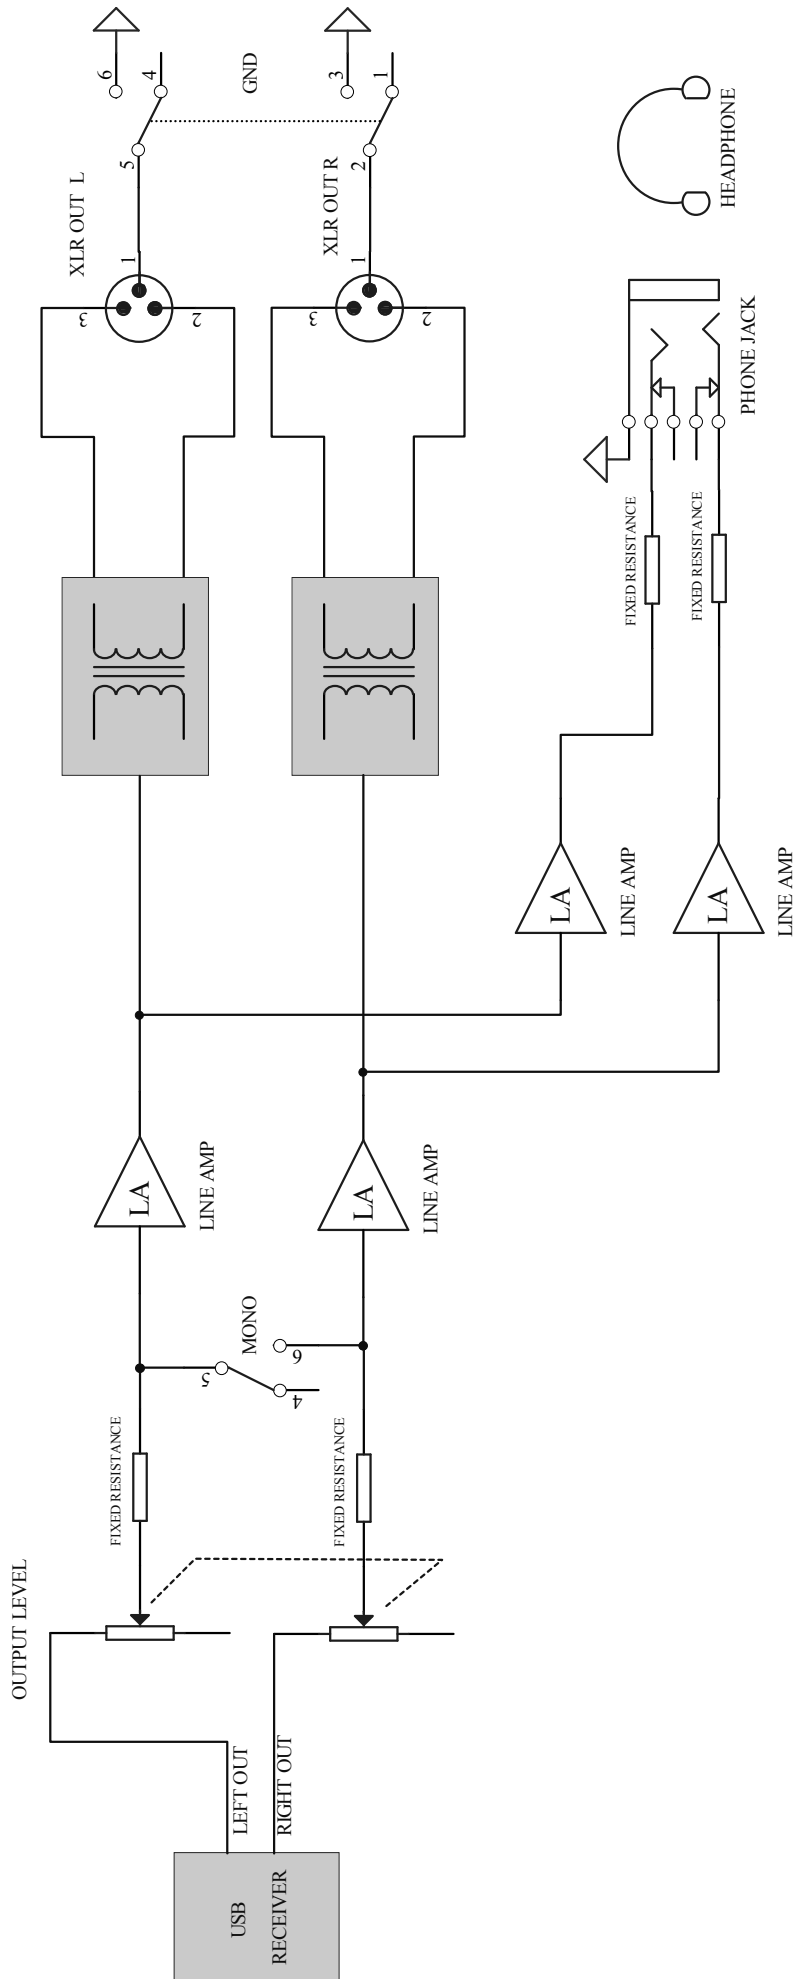 USB
RECEIVER
LEFT OUT
RIGHT OUT
OUTPUT LEVEL
FIXED RESISTANCE
FIXED RESISTANCE
5
4
6
MONO
LA
LINE AMP
LA
LINE AMP
LA
LINE AMP
LA
LINE AMP
FIXED RESISTANCE
FIXED RESISTANCE
3
2
1
XLR OUT L
5
6
4
GND
3
2
1
XLR OUT R
2
3
1
PHONE JACK
HEADPHONE